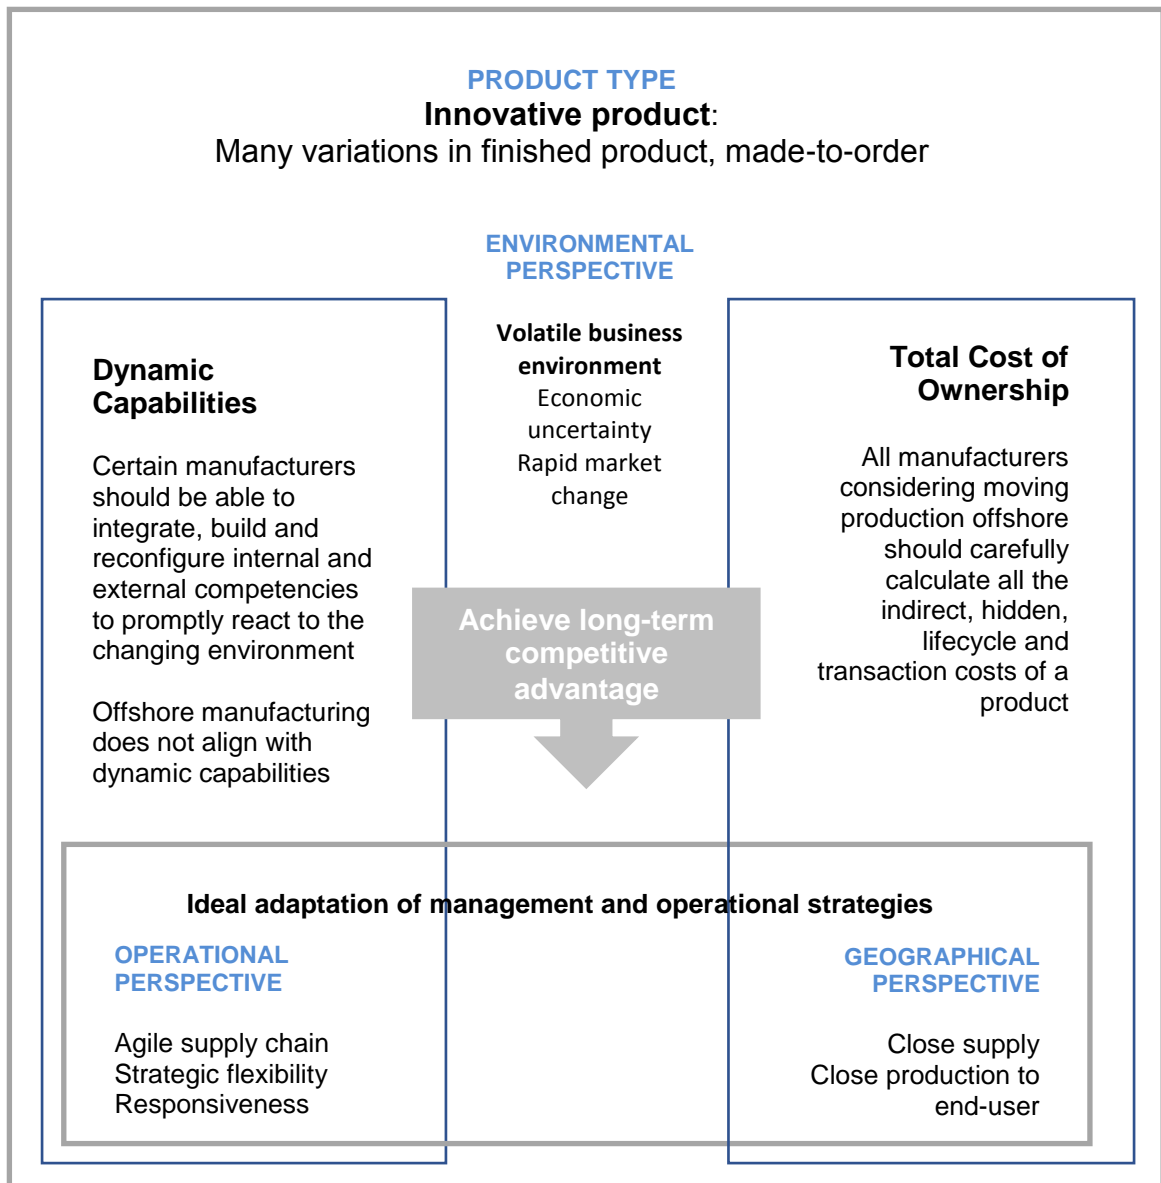 PRODUCT TYPE
Innovative product:
Many variations in finished product, made-to-order
ENVIRONMENTAL
PERSPECTIVE
Dynamic
Capabilities
Certain manufacturers
should be able to
integrate, build and
reconfigure internal and
external competencies
to promptly react to the
changing environment
Offshore manufacturing
does not align with
dynamic capabilities
Volatile business
environment
Economic
uncertainty
Rapid market
change
Achieve long-term
competitive
advantage
Total Cost of
Ownership
All manufacturers
considering moving
production offshore
should carefully
calculate all the
indirect, hidden,
lifecycle and
transaction costs of a
product
Ideal adaptation of management and operational strategies
OPERATIONAL
PERSPECTIVE
Agile supply chain
Strategic flexibility
Responsiveness
GEOGRAPHICAL
PERSPECTIVE
Close supply
Close production to
end-user